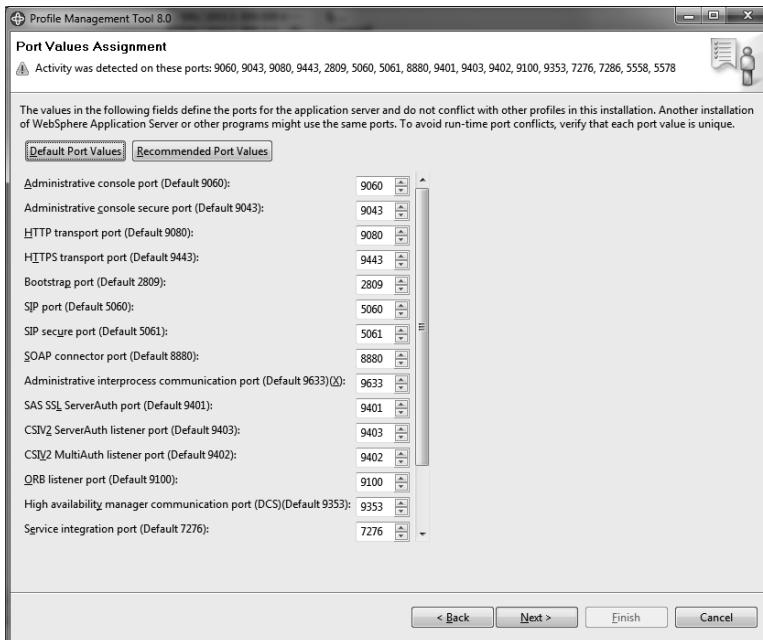 Profile Management Tool 8.0
Port Values Assignment
Activity was detected on these ports: 9060, 9043, 9080, 9443, 2809, 5060, 5061, 8880, 9401, 9403, 9402, 9100, 9353, 7276, 7286, 5558, 5578
The values in the following fields define the ports for the application server and do not conflict with other profiles in this installation. Another installation
of WebSphere Application Server or other programs might use the same ports. To avoid run-time port conflicts, verify that each port value is unique.
Default Port Values Recommended Port Values
Administrative console port (Default 9060): 9060
Administrative console secure port (Default 9043): 9043
HTTP transport port (Default 9080): 9080
HTTPS transport port (Default 9443): 9443
Bootstrap port (Default 2809): 2809
SIP port (Default 5060): 5060
SIP secure port (Default 5061): 5061
SOAP connector port (Default 8880): 8880
Administrative interprocess communication port (Default 9633)(X): 9633
SAS SSL ServerAuth port (Default 9401): 9401
CSIV2 ServerAuth listener port (Default 9403): 9403
CSIV2 MultiAuth listener port (Default 9402): 9402
ORB listener port (Default 9100): 9100
High availability manager communication port (DCS)(Default 9353): 9353
Service integration port (Default 7276): 7276
< Back Next > Finish Cancel